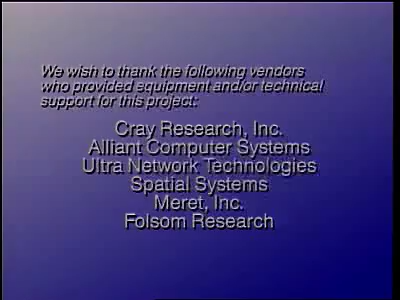 We wish to thank the following vendors
who provided equipment and/or technical
support for this project:
Cray Research, Inc.
Alliant Computer Systems
Ultra Network Technologies
Spatial Systems
Meret, Inc.
Folsom Research